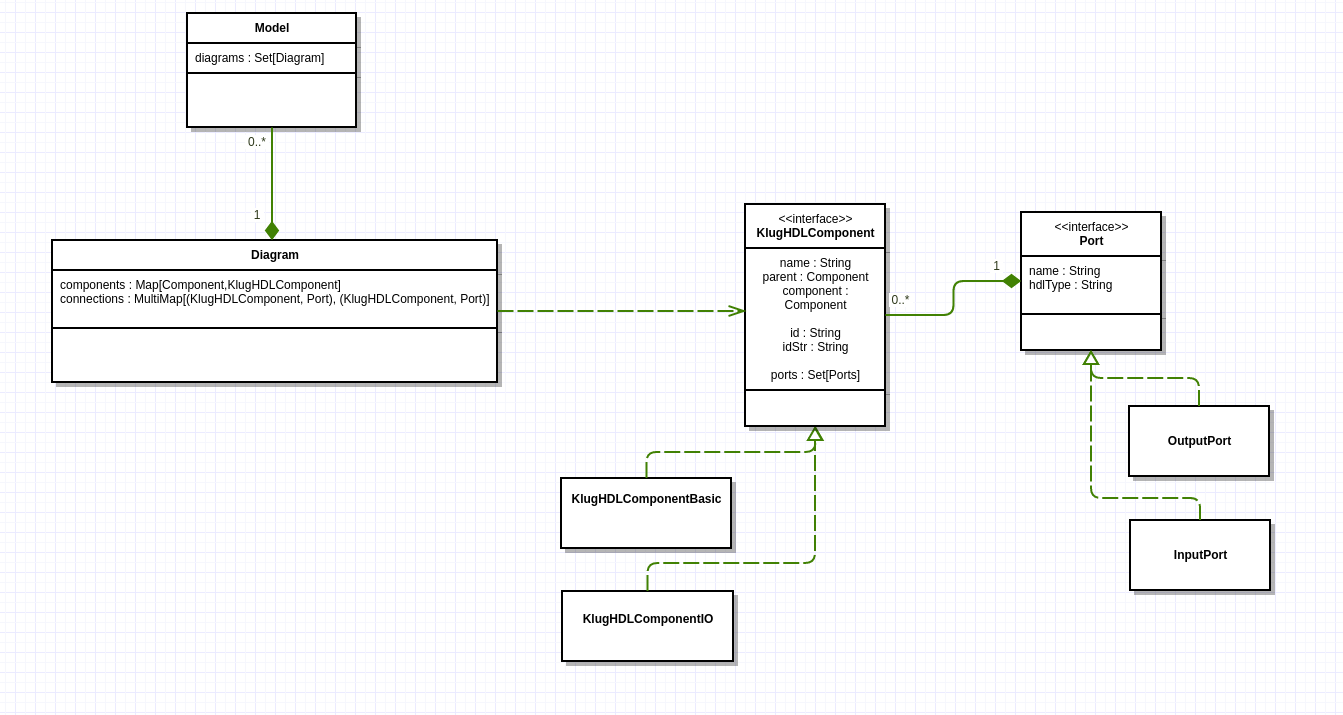 Model
diagrams : Set[Diagram]
0..*
1
Diagram
components : Map[Component,KlugHDLComponent]
connections : MultiMap[(KlugHDLComponent, Port), (KlugHDLComponent, Port)]
<<interface>>
KlugHDLComponent
name : String
parent : Component
component :
Component
id : String
idStr : String
ports : Set[Ports]
0..*
1
<<interface>>
Port
name : String
hdlType : String
OutputPort
InputPort
KlugHDLComponentBasic
KlugHDLComponentIO